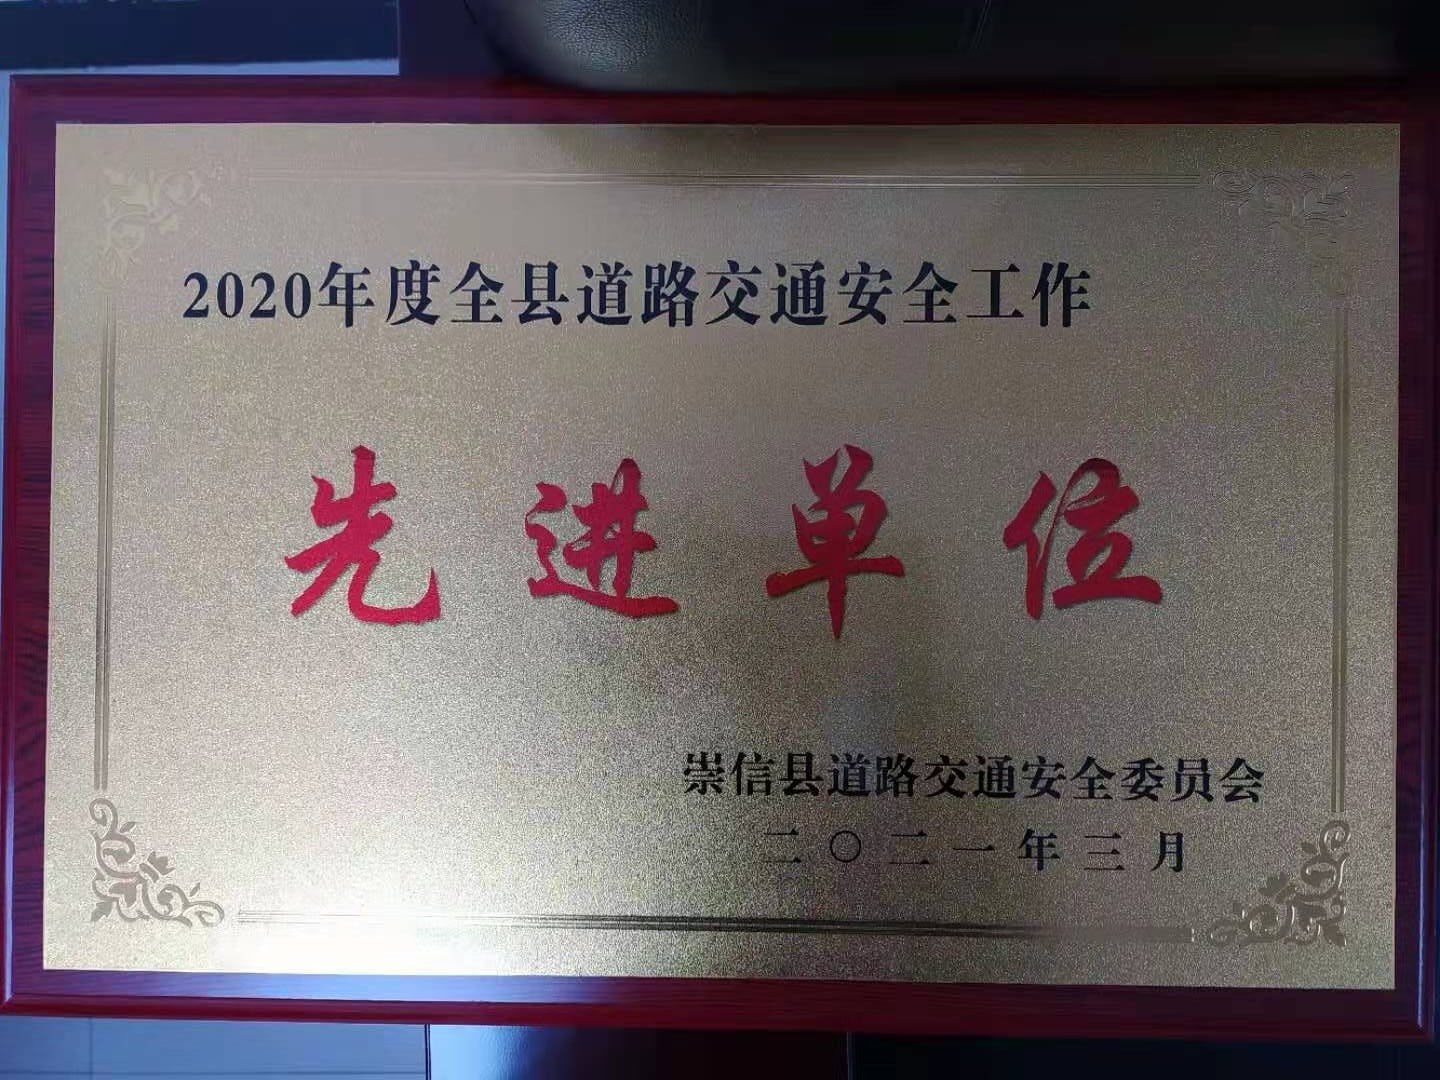 2020年度全县道路交通安全工作
先进单位
崇信县道路交通安全委员会
二〇二一年三月